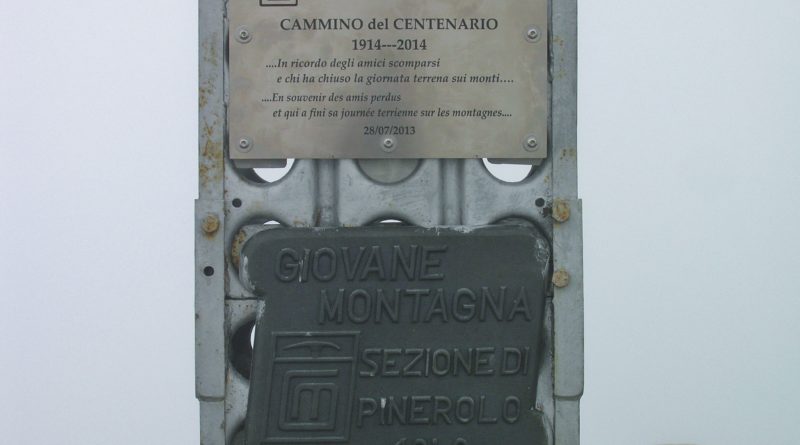 CAMMINO del CENTENARIO
1914---2014
....In ricordo degli amici scomparsi
e chi ha chiuso la giornata terrena sui monti....
....En souvenir des amis perdus
et qui a fini sa journée terrienne sur les montagnes....
28/07/2013
GIOVANE
MONTAGNA
SEZIONE DI
PINEROLO